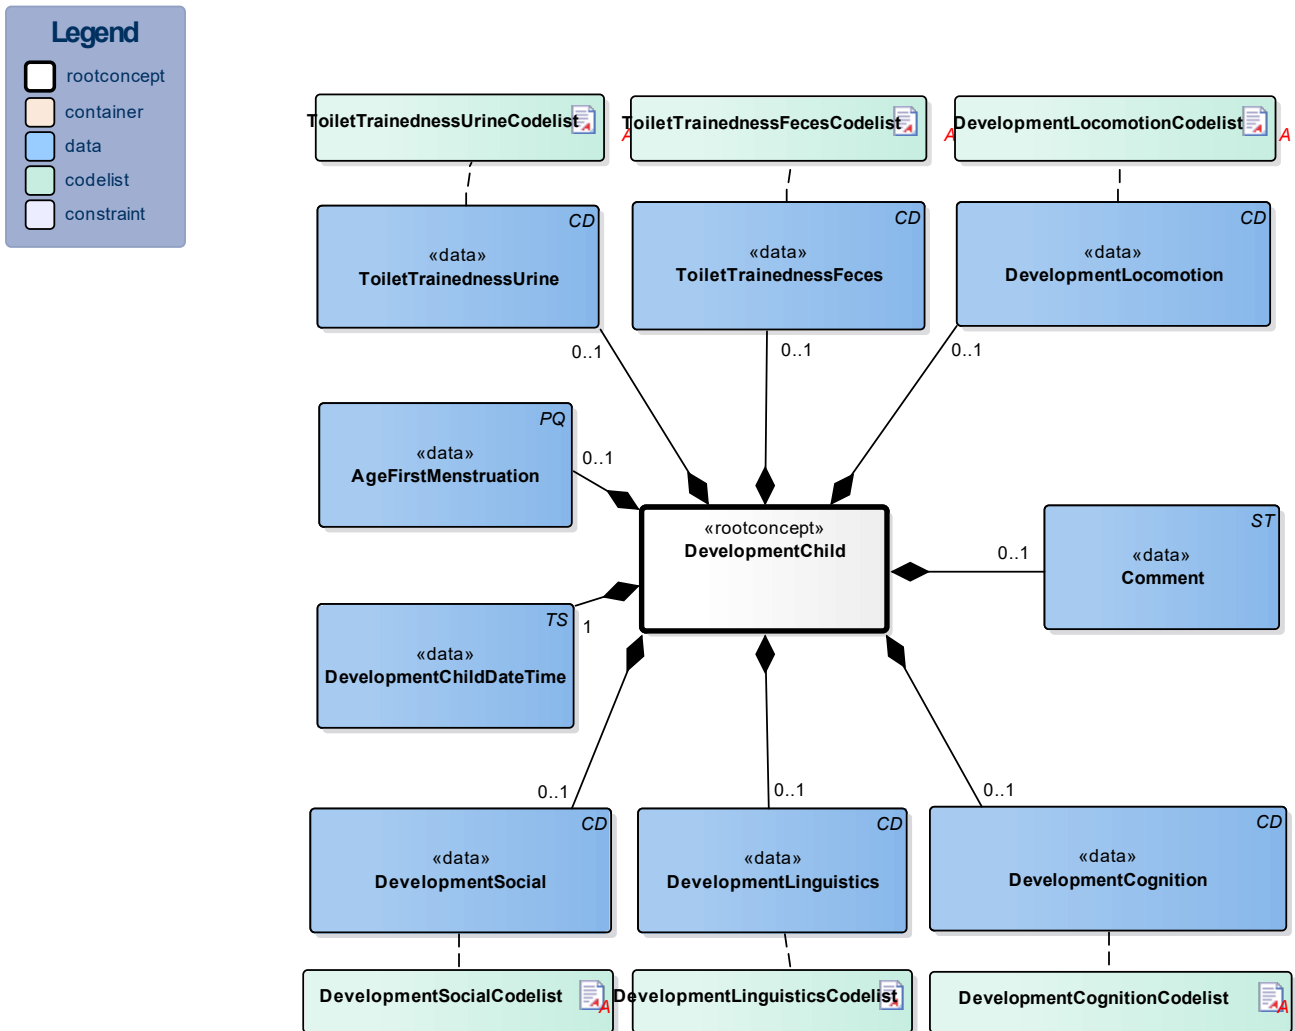 Legend
rootconcept
container
data
codelist
constraint
ToiletTrainednessUrineCodelist
A
ToiletTrainednessFecesCodelist
A
DevelopmentLocomotionCodelist
A
CD
«data»
ToiletTrainednessUrine
CD
«data»
ToiletTrainednessFeces
CD
«data»
DevelopmentLocomotion
0..1
0..1
0..1
PQ
«data»
AgeFirstMenstruation
0..1
«rootconcept»
DevelopmentChild
ST
«data»
Comment
0..1
TS
«data»
DevelopmentChildDateTime
1
0..1
0..1
0..1
CD
«data»
DevelopmentSocial
CD
«data»
DevelopmentLinguistics
CD
«data»
DevelopmentCognition
DevelopmentSocialCodelist
A
DevelopmentLinguisticsCodelist
DevelopmentCognitionCodelist
A